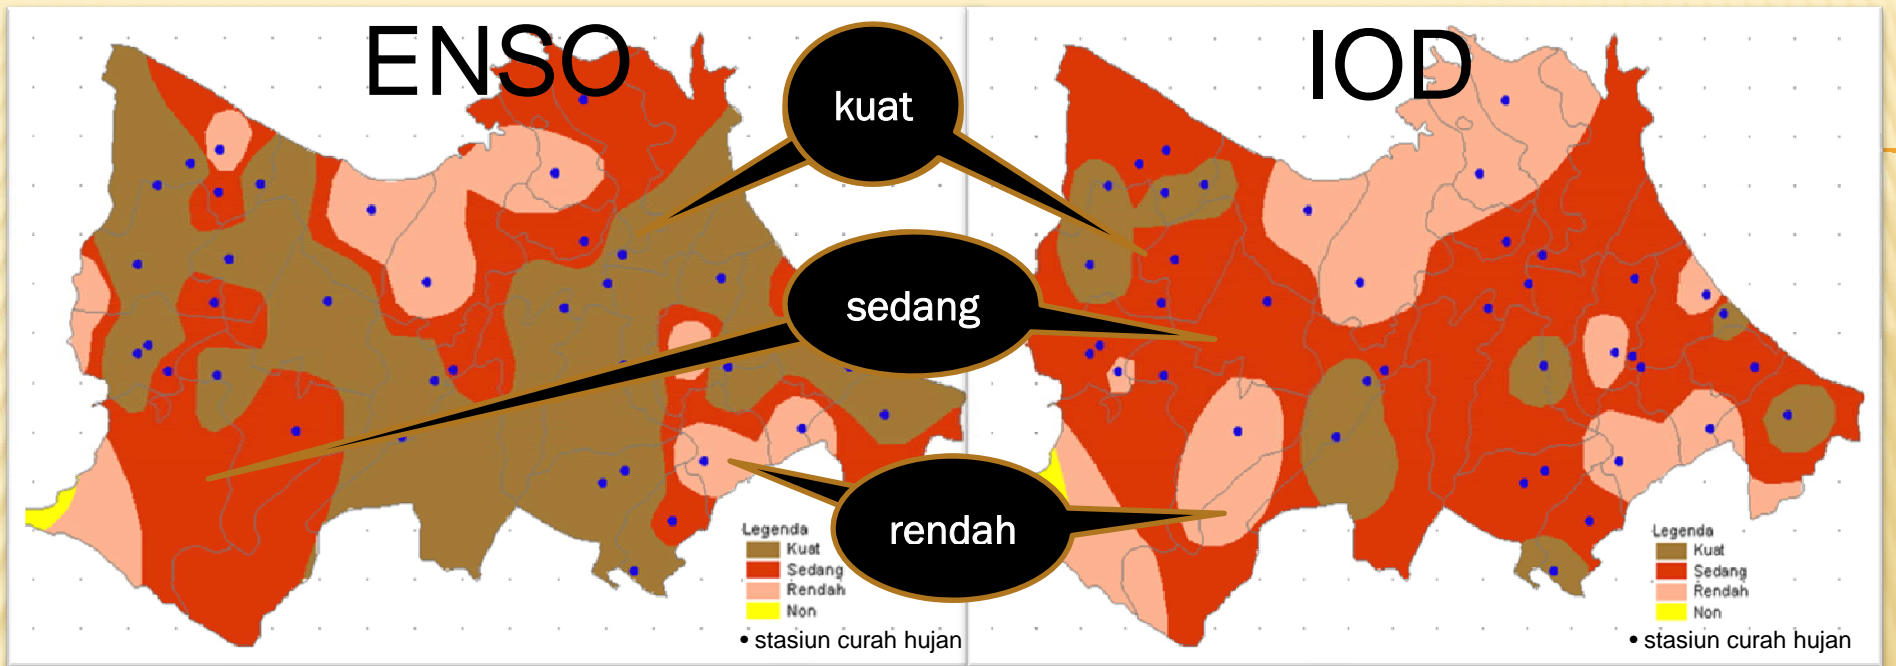 ENSO
IOD
kuat
sedang
rendah
Legenda
Kuat
Sedang
Rendah
Non
• stasiun curah hujan
Legenda
Kuat
Sedang
Rendah
Non
• stasiun curah hujan